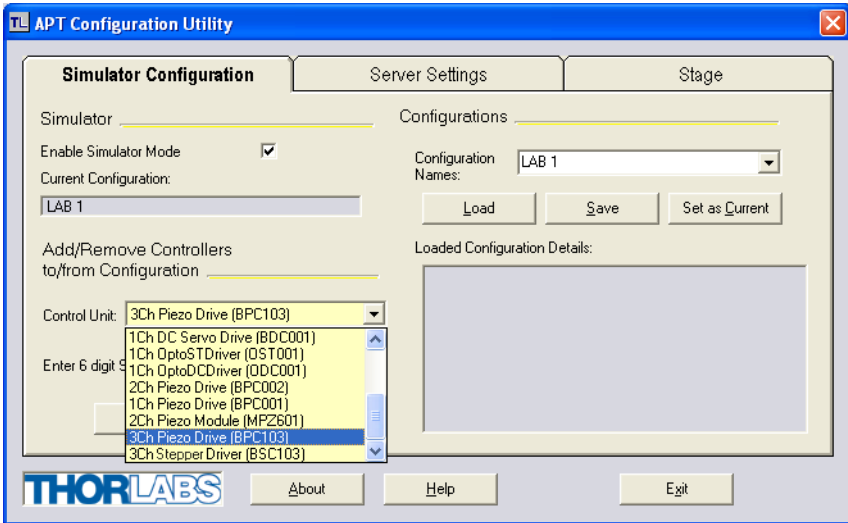 TL APT Configuration Utility
Simulator Configuration
Server Settings
Stage
Simulator
Enable Simulator Mode
Current Configuration:
LAB 1
Add/Remove Controllers
to/from Configuration
Control Unit:
3Ch Piezo Drive (BPC103)
1Ch DC Servo Drive (BDC001)
1Ch OptoSTDriver (OST001)
1Ch OptoDCDriver (ODC001)
2Ch Piezo Drive (BPC002)
1Ch Piezo Drive (BPC001)
2Ch Piezo Module (MPZ601)
3Ch Piezo Drive (BPC103)
3Ch Stepper Driver (BSC103)
Enter 6 digit S
Configurations
Configuration
Names:
LAB 1
Load
Save
Set as Current
Loaded Configuration Details:
THORLABS
About
Help
Exit